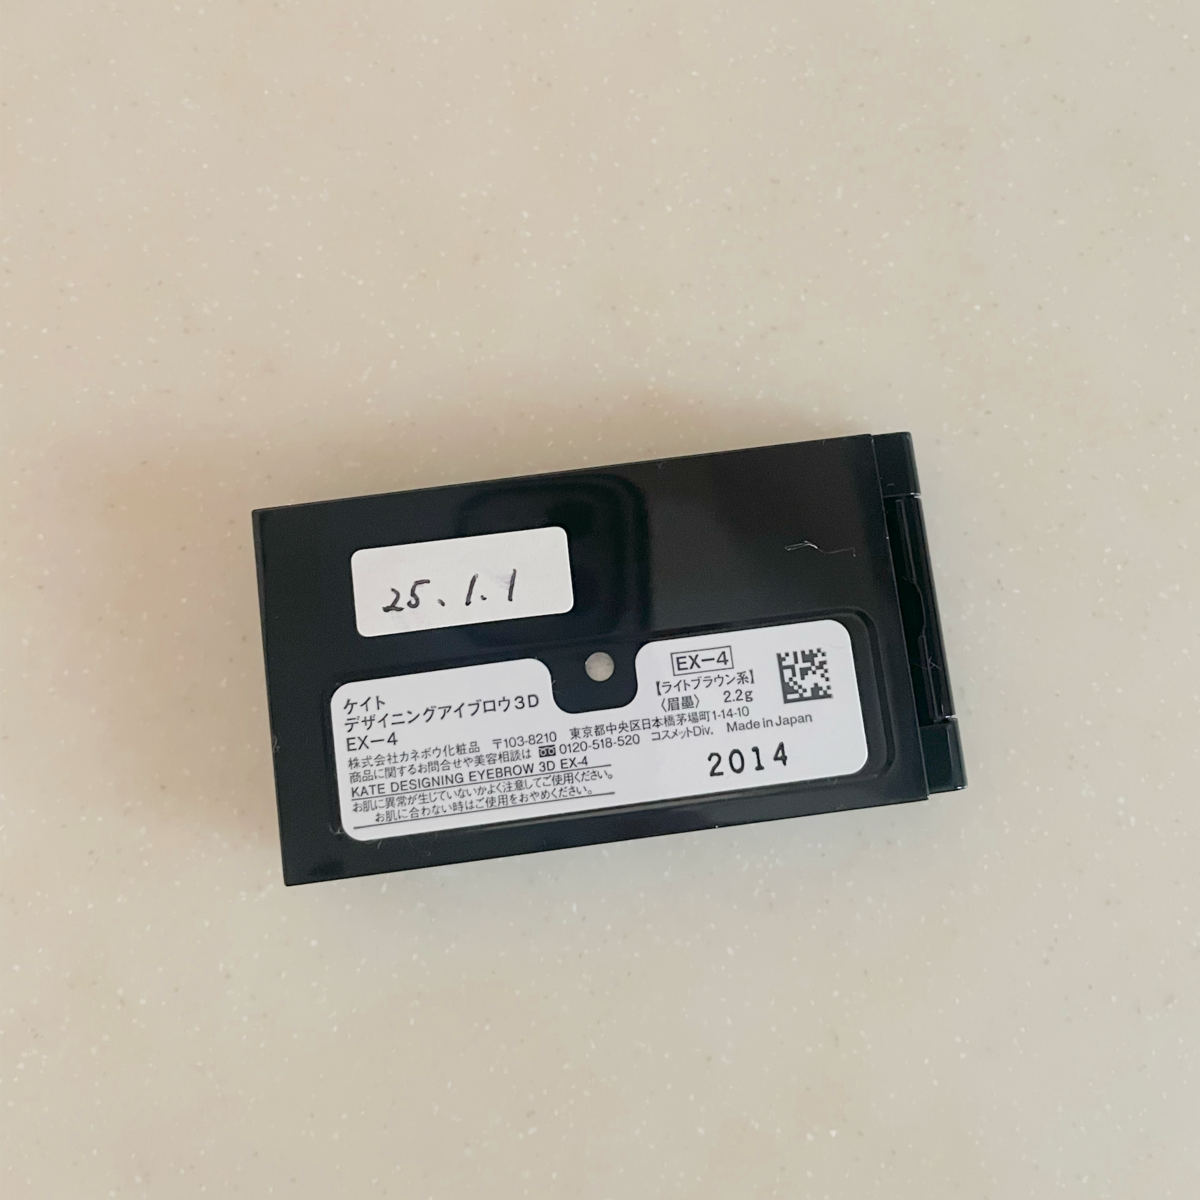 25.1.1
ケイト
デザイニングアイブロウ3D
EX-4
株式会社カネボウ化粧品 〒103-8210 東京都中央区日本橋茅場町1-14-10
商品に関するお問合せや美容相談は 0120-518-520 コスメットDiv. Made in Japan
KATE DESIGNING EYEBROW 3D EX-4
お肌に異常が生じていないかよく注意してご使用ください。
お肌に合わない時はご使用をおやめください。
EX-4
【ライトブラウン系】
〈眉墨〉 2.2g
2014